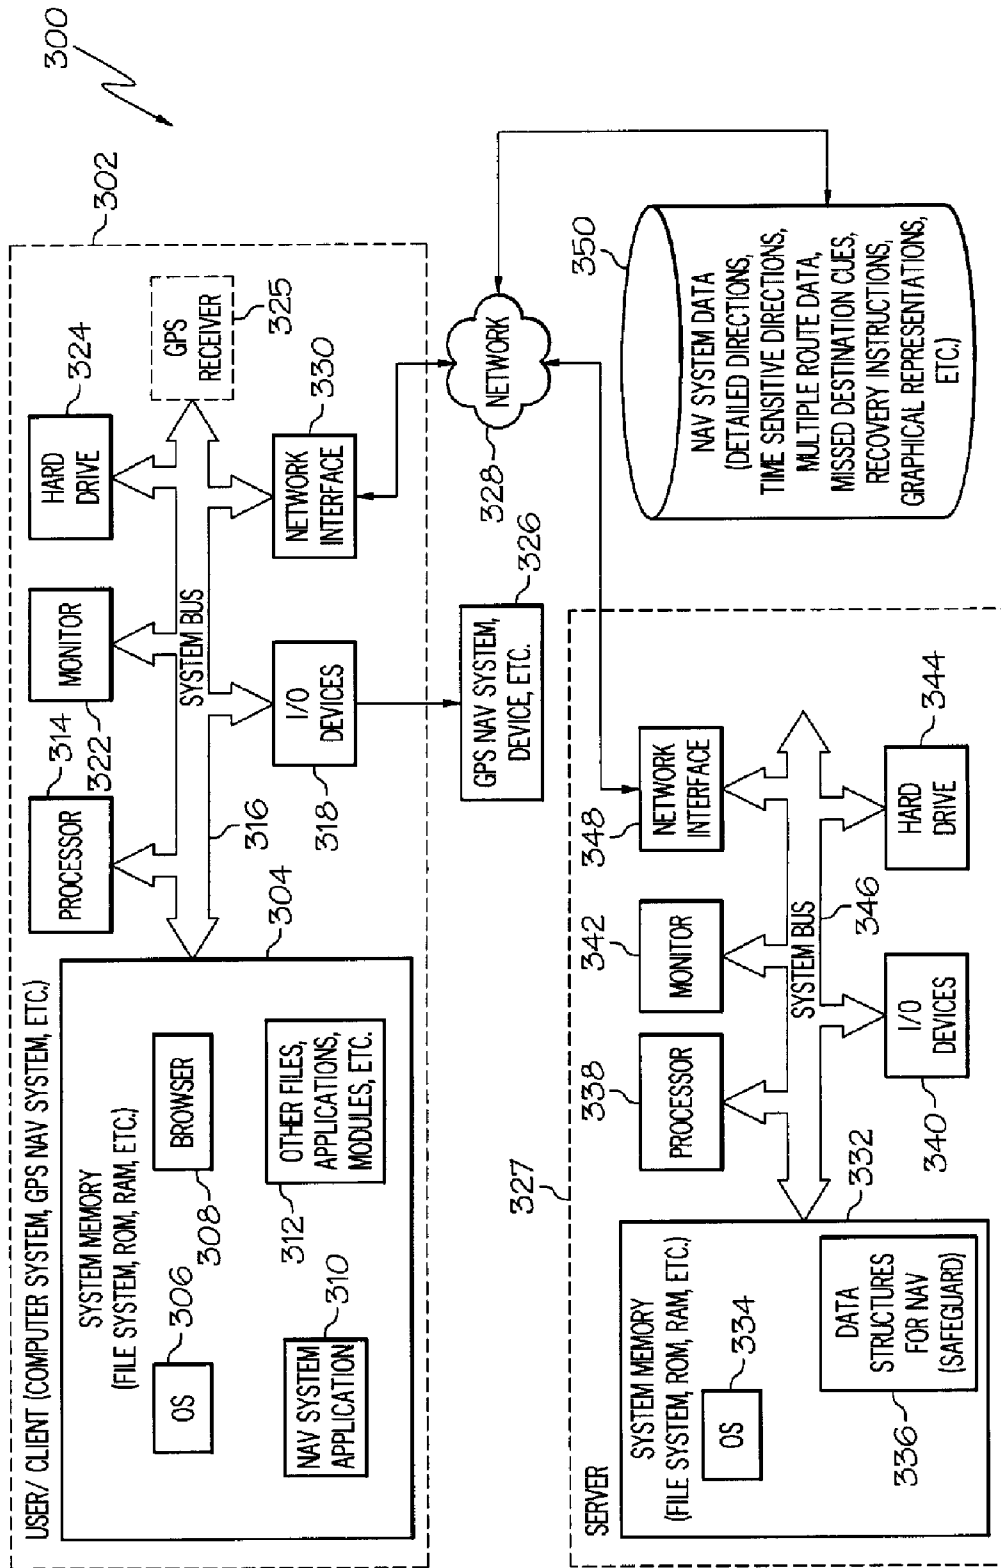 300
302
USER/ CLIENT (COMPUTER SYSTEM, GPS NAV SYSTEM, ETC.)
SYSTEM MEMORY
(FILE SYSTEM, ROM, RAM, ETC.)
306
OS
BROWSER
308
310
NAV SYSTEM
APPLICATION
OTHER FILES,
APPLICATIONS,
MODULES, ETC.
312
304
PROCESSOR
314
MONITOR
322
HARD
DRIVE
324
316
SYSTEM BUS
GPS
RECEIVER
325
I/O
DEVICES
318
NETWORK
INTERFACE
330
GPS NAV SYSTEM,
DEVICE, ETC.
326
NETWORK
328
327
SERVER
SYSTEM MEMORY
(FILE SYSTEM, ROM, RAM, ETC.)
OS
334
DATA
STRUCTURES
FOR NAV
(SAFEGUARD)
336
332
PROCESSOR
338
MONITOR
342
NETWORK
INTERFACE
348
SYSTEM BUS
346
I/O
DEVICES
340
HARD
DRIVE
344
350
NAV SYSTEM DATA
(DETAILED DIRECTIONS,
TIME SENSITIVE DIRECTIONS,
MULTIPLE ROUTE DATA,
MISSED DESTINATION CUES,
RECOVERY INSTRUCTIONS,
GRAPHICAL REPRESENTATIONS,
ETC.)